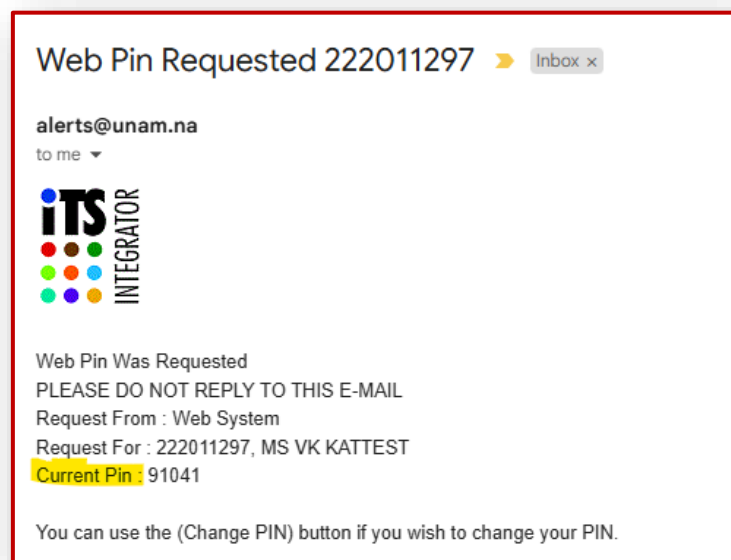 Web Pin Requested 222011297 Inbox x
alerts@unam.na
to me
iTS
INTEGRATOR
Web Pin Was Requested
PLEASE DO NOT REPLY TO THIS E-MAIL
Request From : Web System
Request For : 222011297, MS VK KATTEST
Current Pin : 91041
You can use the (Change PIN) button if you wish to change your PIN.